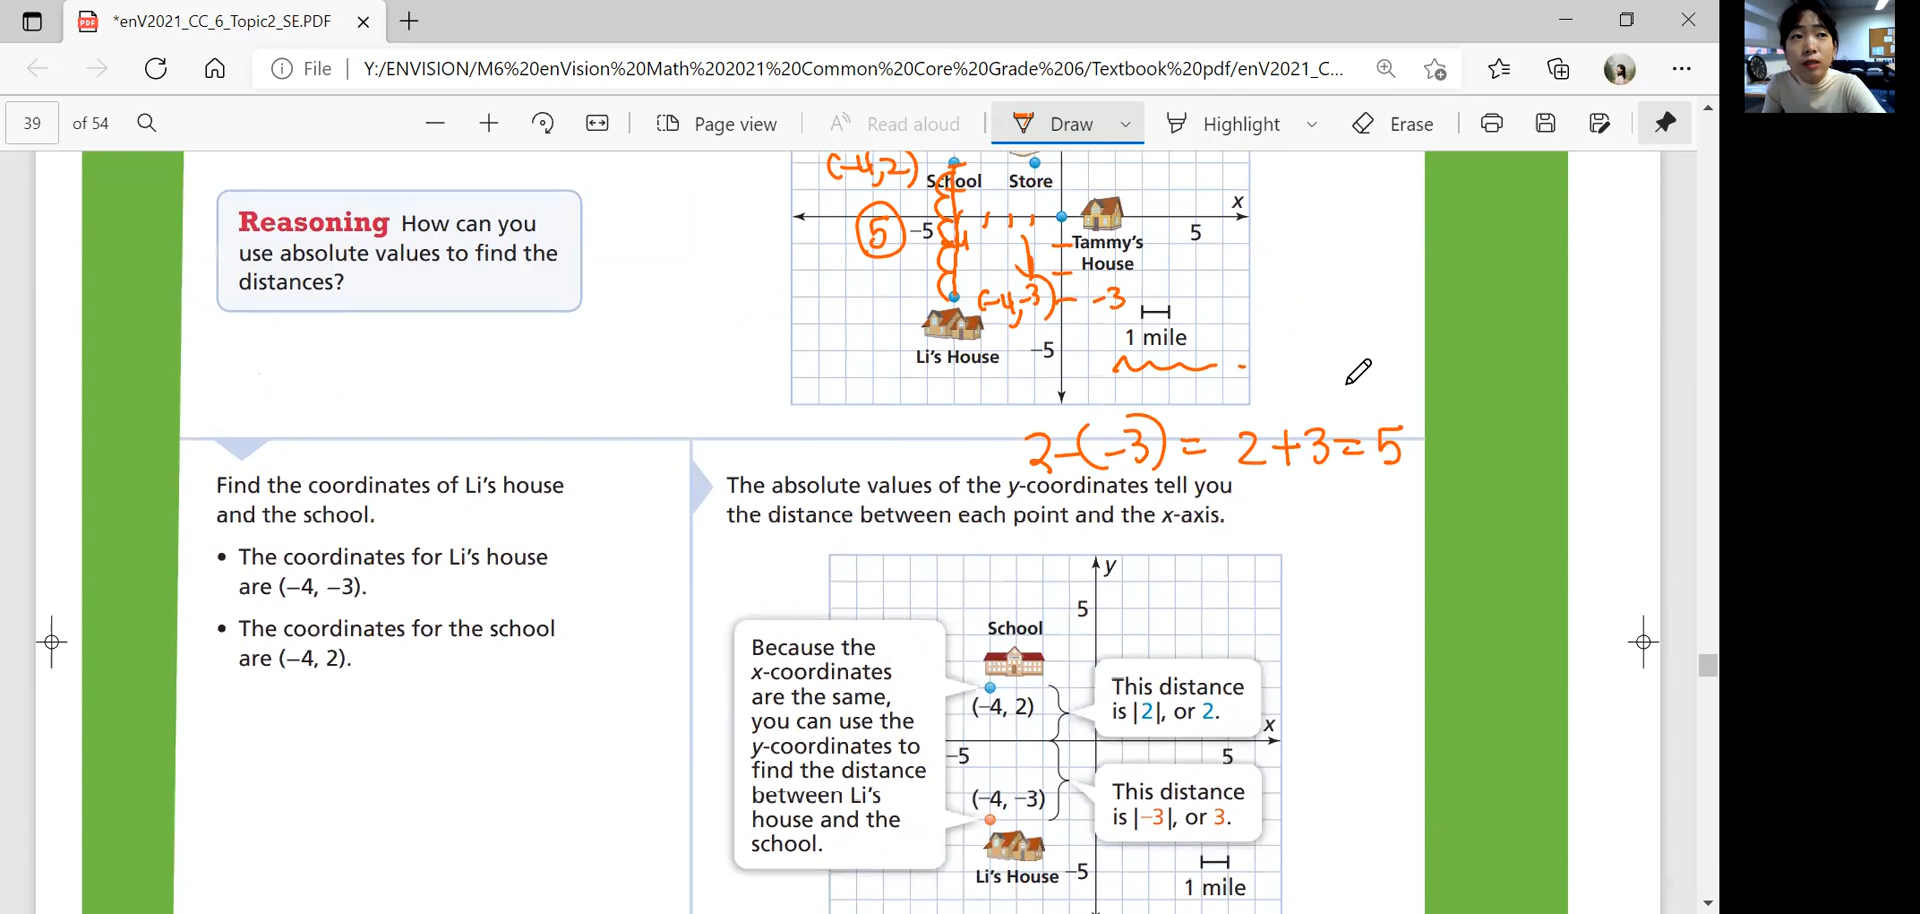 *enV2021_CC_6_Topic2_SE.PDF
File
Y:/ENVISION/M6%20enVision%20Math%202021%20Common%20Core%20Grade%206/Textbook%20pdf/enV2021_C...
39
of 54
Page view
Read aloud
Draw
Highlight
Erase
(-4,2)
School
Store
x
Reasoning How can you
use absolute values to find the
distances?
5
-5
4
5
Tammy's
House
(-4,-3)
-3
1 mile
Li's House
-5
2-(-3) = 2+3=5
Find the coordinates of Li's house
and the school.
• The coordinates for Li's house
are (−4, −3).
• The coordinates for the school
are (−4, 2).
The absolute values of the y-coordinates tell you
the distance between each point and the x-axis.
y
5
School
Because the
x-coordinates
are the same,
you can use the
y-coordinates to
find the distance
between Li's
house and the
school.
(−4, 2)
This distance
is |2|, or 2.
x
-5
5
(−4, −3)
This distance
is |−3|, or 3.
Li's House
-5
1 mile